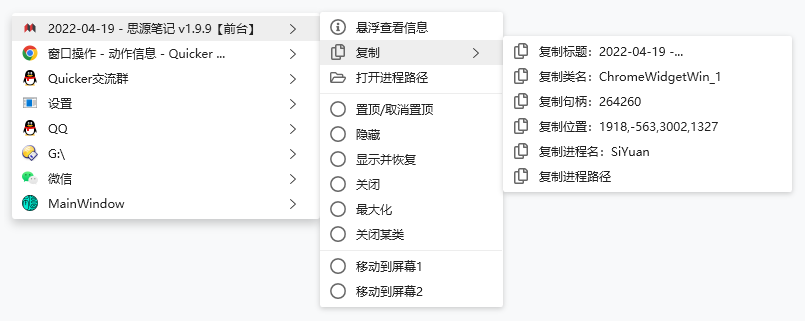 2022-04-19 - 思源笔记 v1.9.9【前台】
窗口操作 - 动作信息 - Quicker ...
Quicker交流群
设置
QQ
G:\
微信
MainWindow
悬浮查看信息
复制
打开进程路径
置顶/取消置顶
隐藏
显示并恢复
关闭
最大化
关闭某类
移动到屏幕1
移动到屏幕2
复制标题：2022-04-19 -...
复制类名：ChromeWidgetWin_1
复制句柄：264260
复制位置：1918,-563,3002,1327
复制进程名：SiYuan
复制进程路径